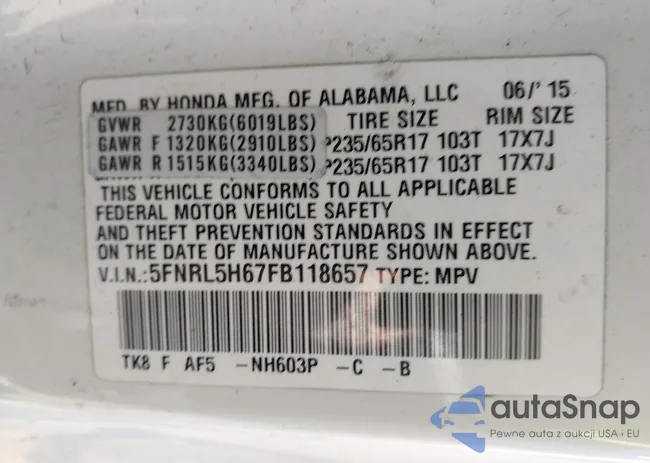 MFD. BY HONDA MFG. OF ALABAMA, LLC 06/'15
GVWR 2730KG(6019LBS) TIRE SIZE RIM SIZE
GAWR F 1320KG(2910LBS) P235/65R17 103T 17X7J
GAWR R 1515KG(3340LBS) P235/65R17 103T 17X7J
THIS VEHICLE CONFORMS TO ALL APPLICABLE
FEDERAL MOTOR VEHICLE SAFETY
AND THEFT PREVENTION STANDARDS IN EFFECT
ON THE DATE OF MANUFACTURE SHOWN ABOVE.
V.I.N.:5FNRL5H67FB118657 TYPE: MPV
TK8 F AF5 -NH603P -C -B
autaSnap
Pewne auta z aukcji USA i EU